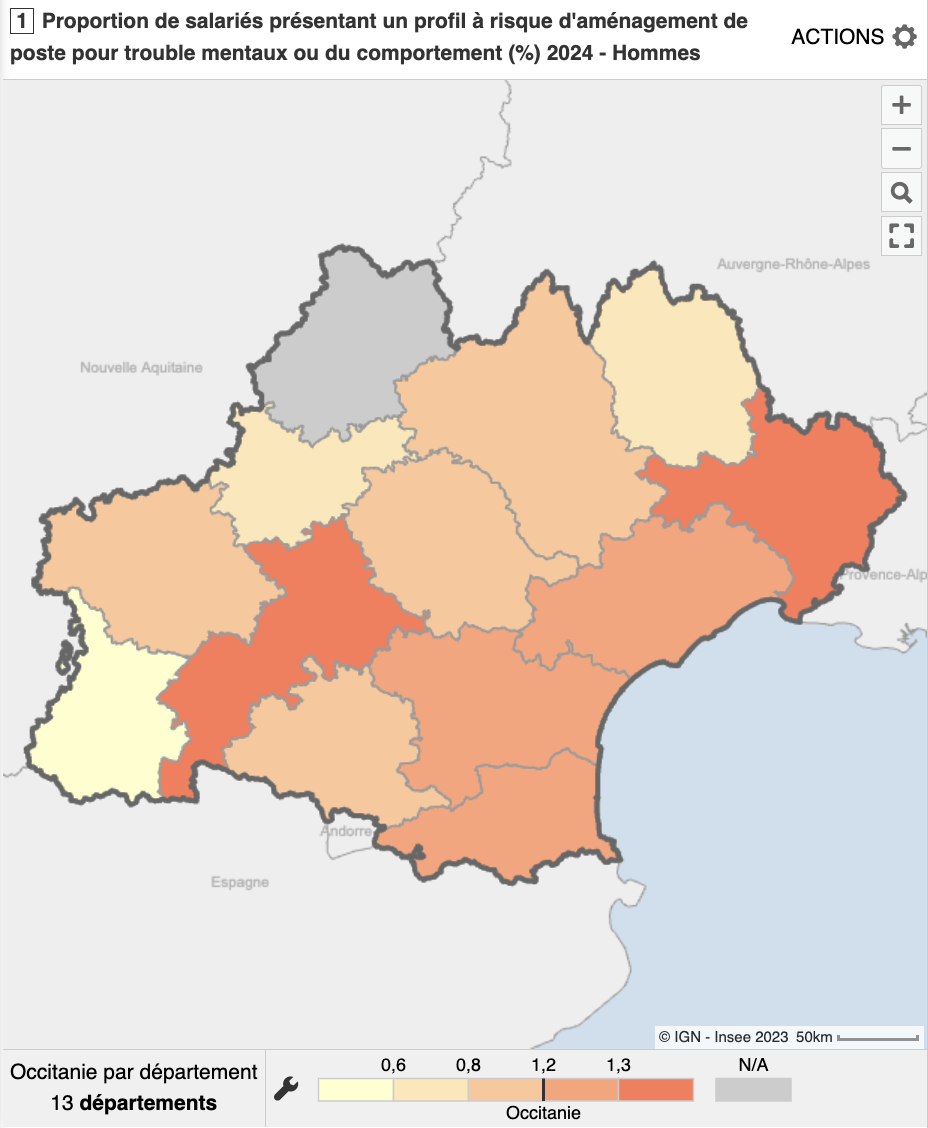 1 Proportion de salariés présentant un profil à risque d'aménagement de
poste pour trouble mentaux ou du comportement (%) 2024 - Hommes
ACTIONS
Auvergne-Rhône-Alpes
Nouvelle Aquitaine
Provence-Alp
Andorre
Espagne
© IGN - Insee 2023 50km
Occitanie par département
13 départements
0,6 0,8 1,2 1,3 N/A
Occitanie